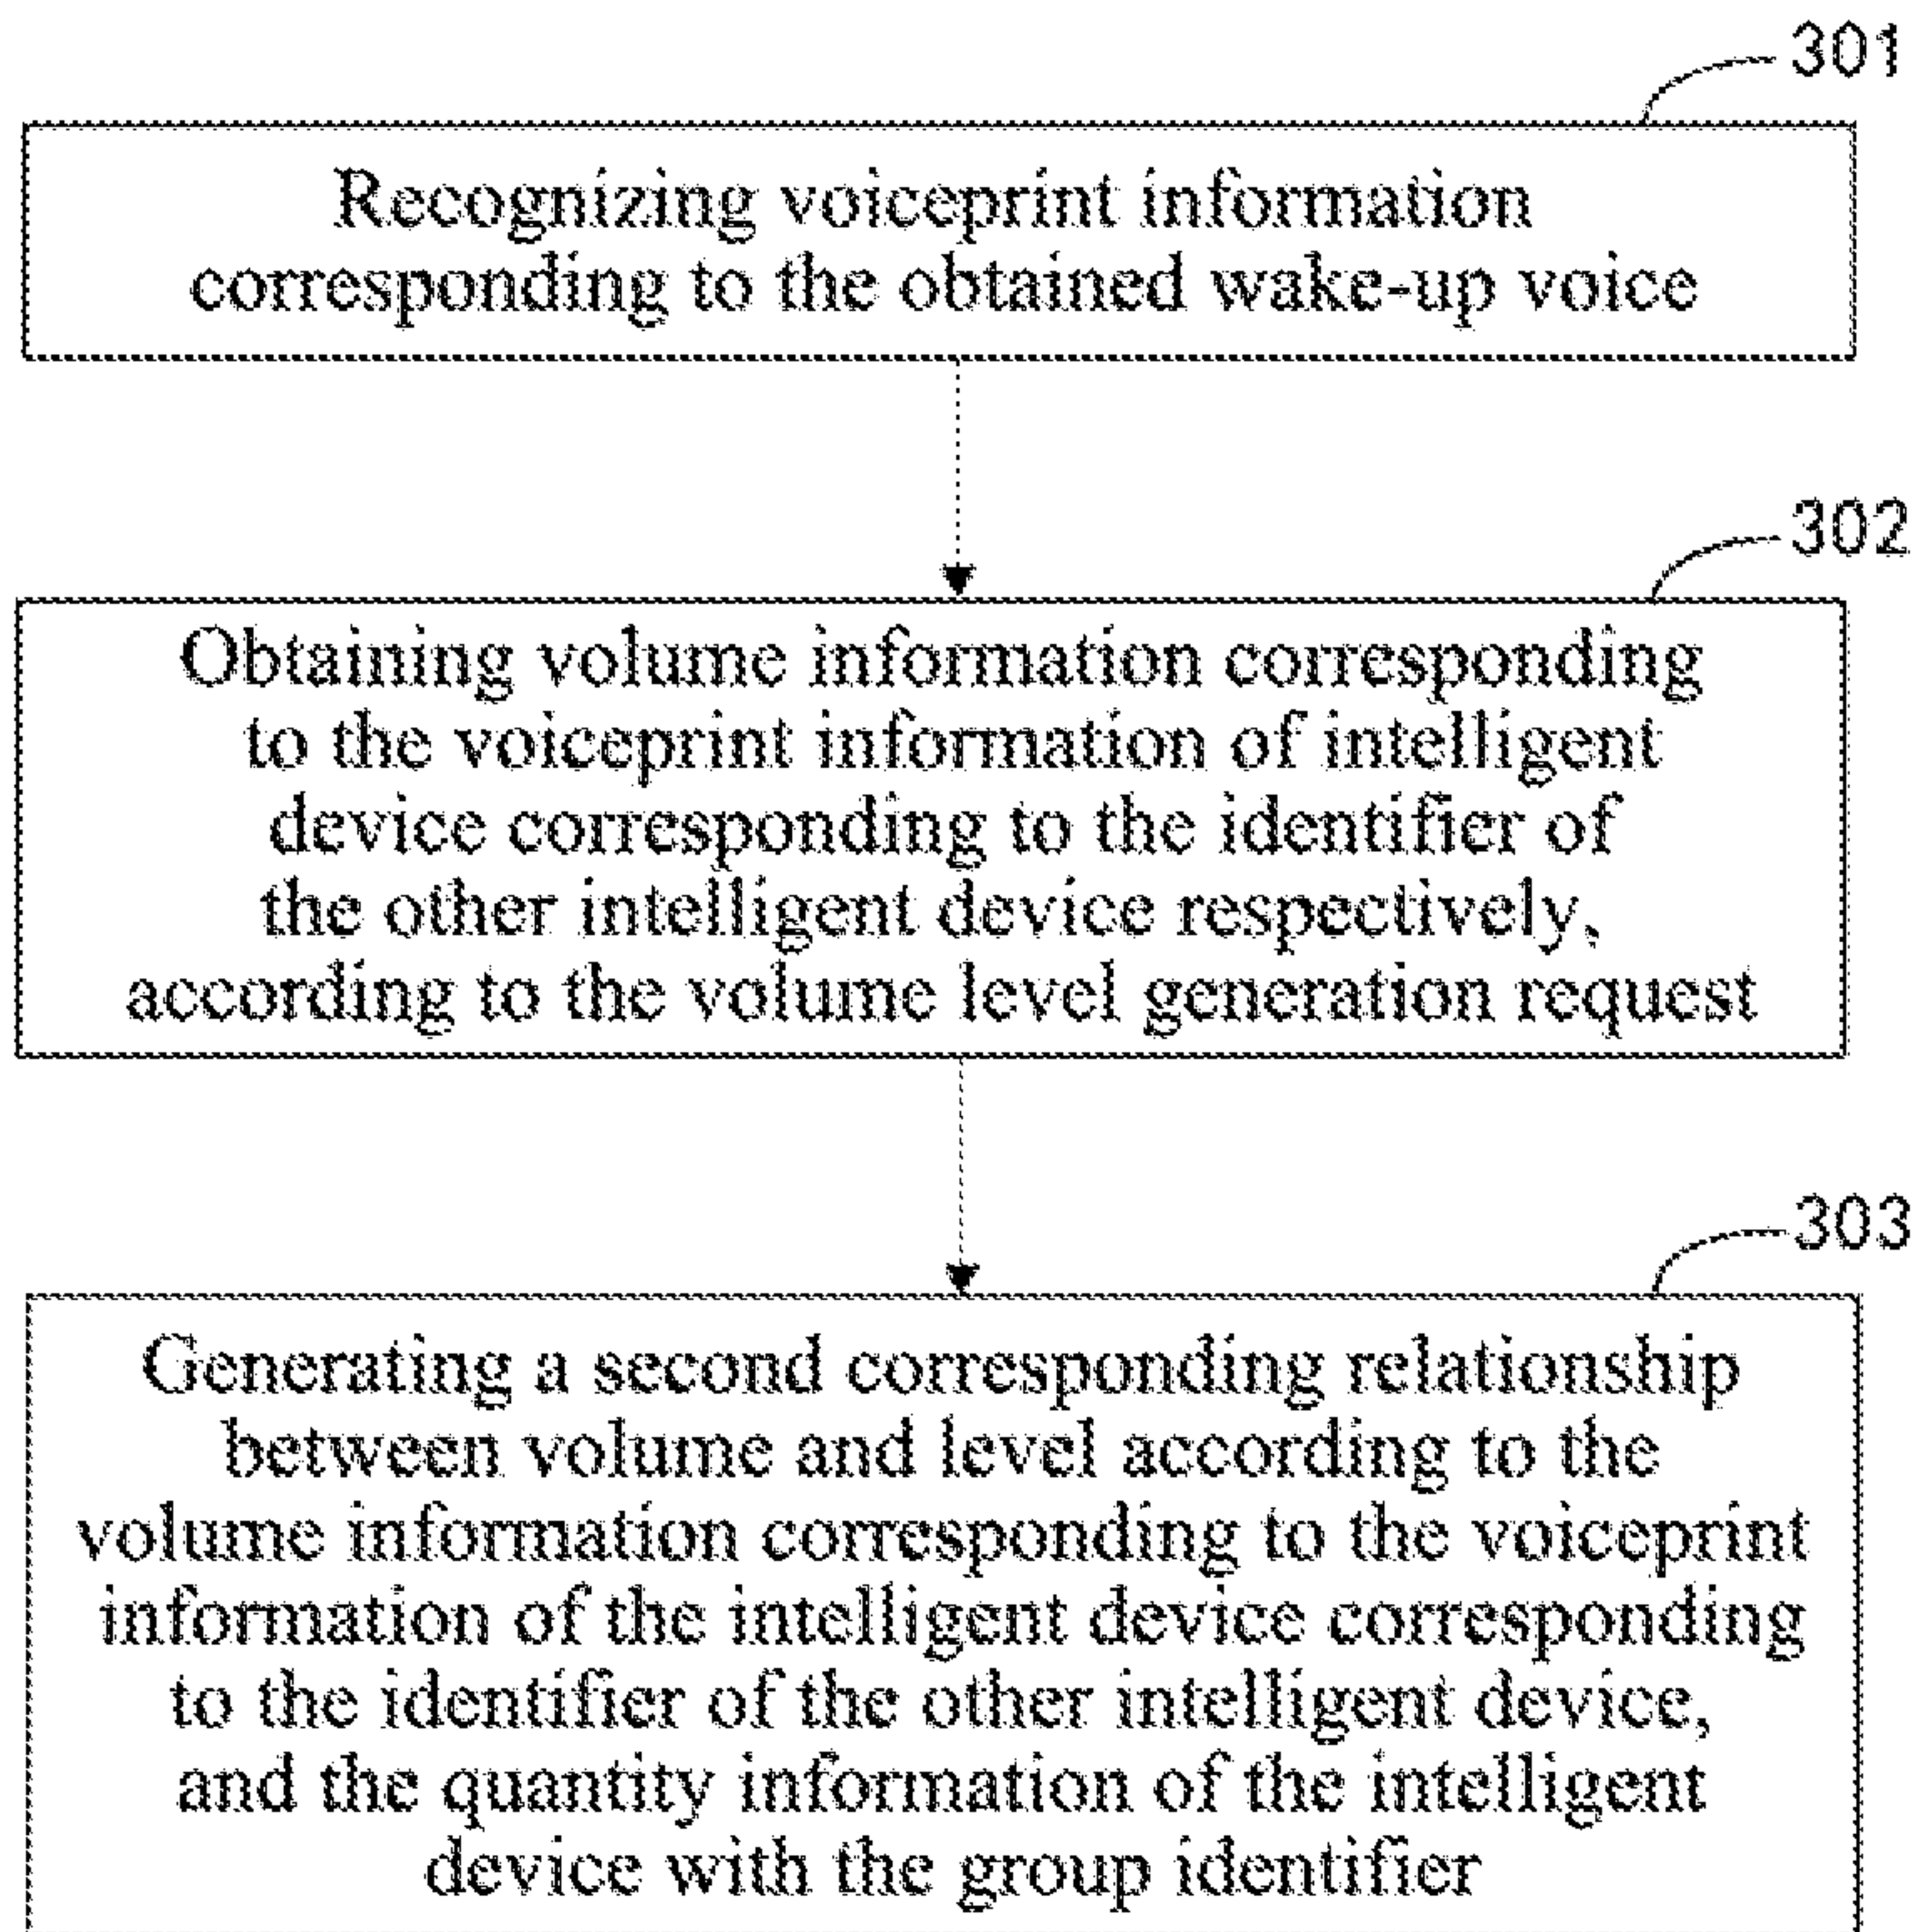 301
Recognizing voiceprint information
corresponding to the obtained wake-up voice
302
Obtaining volume information corresponding
to the voiceprint information of intelligent
device corresponding to the identifier of
the other intelligent device respectively,
according to the volume level generation request
303
Generating a second corresponding relationship
between volume and level according to the
volume information corresponding to the voiceprint
information of the intelligent device corresponding
to the identifier of the other intelligent device,
and the quantity information of the intelligent
device with the group identifier